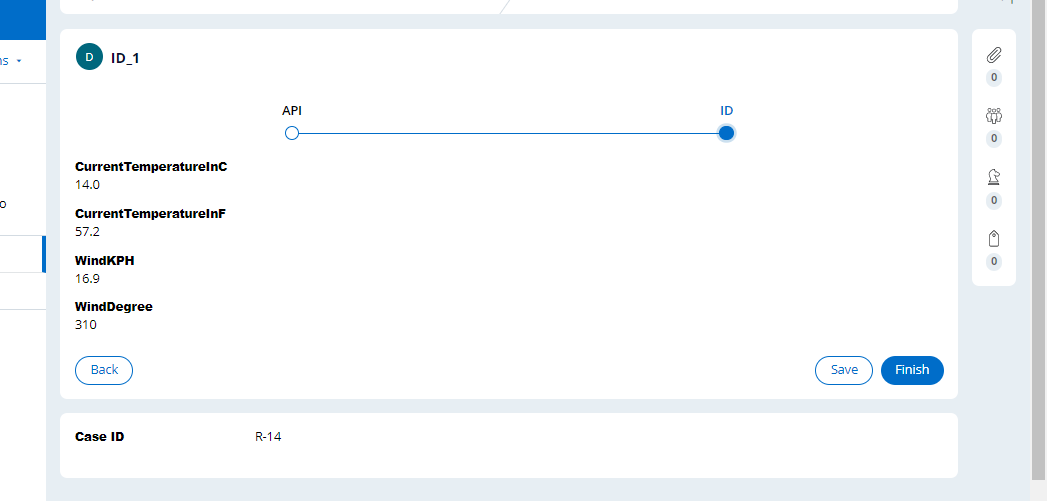 D ID_1
API ID
0
0
0
0
CurrentTemperatureInC
14.0
CurrentTemperatureInF
57.2
WindKPH
16.9
WindDegree
310
Back Save Finish
Case ID R-14